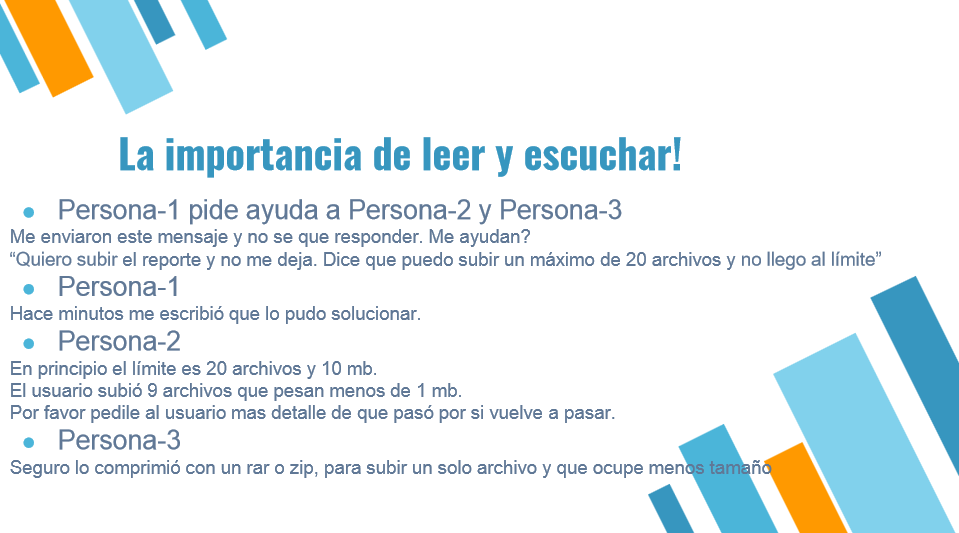 La importancia de leer y escuchar!
● Persona-1 pide ayuda a Persona-2 y Persona-3
Me enviaron este mensaje y no se que responder. Me ayudan?
“Quiero subir el reporte y no me deja. Dice que puedo subir un máximo de 20 archivos y no llego al límite”
● Persona-1
Hace minutos me escribió que lo pudo solucionar.
● Persona-2
En principio el límite es 20 archivos y 10 mb.
El usuario subió 9 archivos que pesan menos de 1 mb.
Por favor pedile al usuario mas detalle de que pasó por si vuelve a pasar.
● Persona-3
Seguro lo comprimió con un rar o zip, para subir un solo archivo y que ocupe menos tamaño